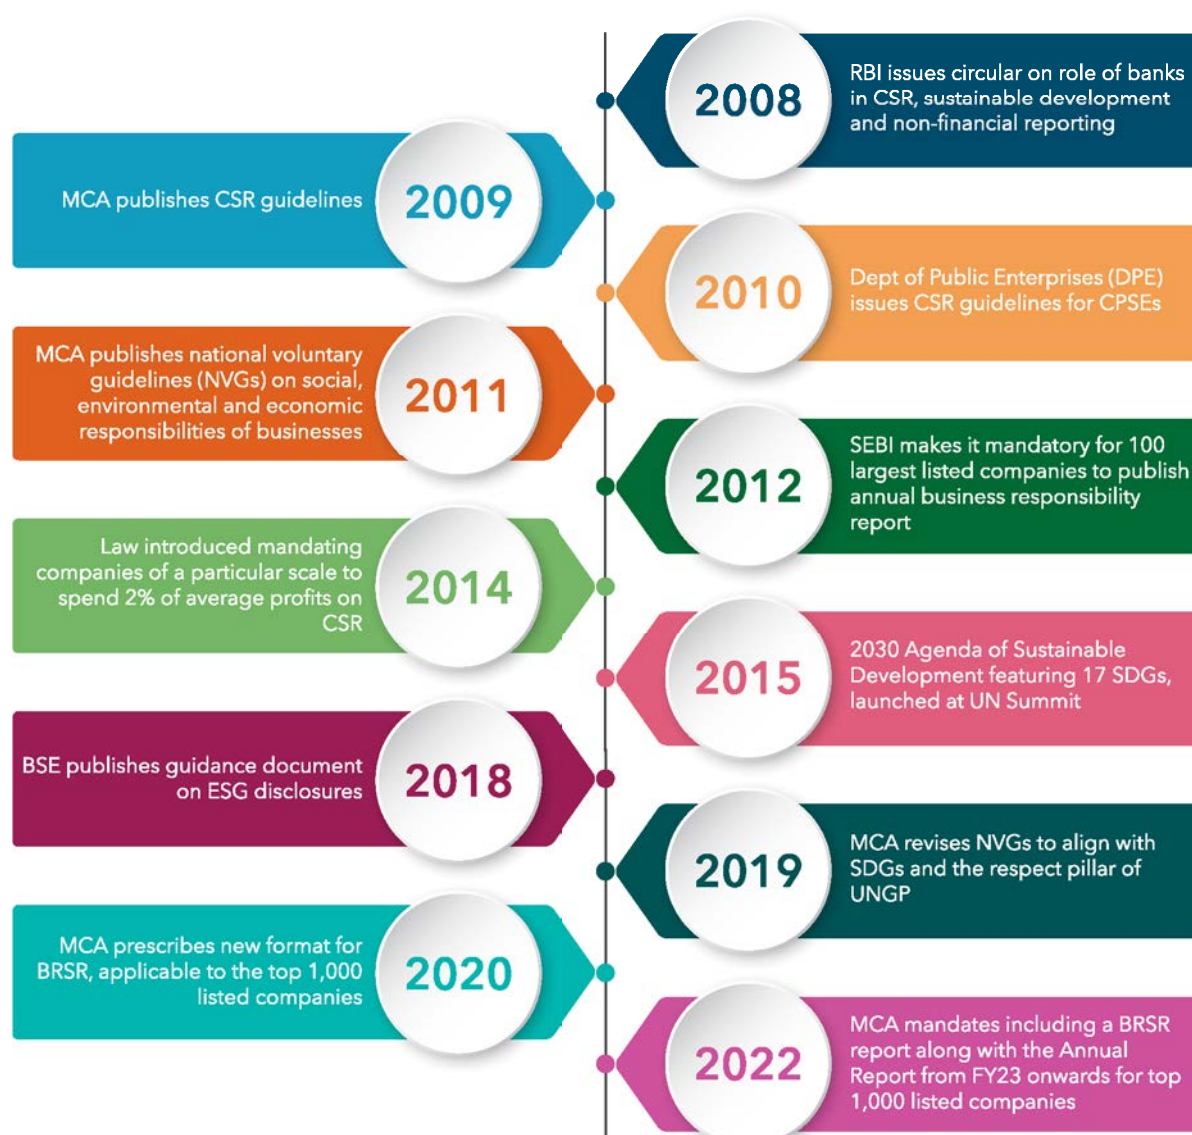 2008
RBI issues circular on role of banks
in CSR, sustainable development
and non-financial reporting
MCA publishes CSR guidelines
2009
2010
Dept of Public Enterprises (DPE)
issues CSR guidelines for CPSEs
MCA publishes national voluntary
guidelines (NVGs) on social,
environmental and economic
responsibilities of businesses
2011
2012
SEBI makes it mandatory for 100
largest listed companies to publish
annual business responsibility
report
Law introduced mandating
companies of a particular scale to
spend 2% of average profits on
CSR
2014
2015
2030 Agenda of Sustainable
Development featuring 17 SDGs,
launched at UN Summit
BSE publishes guidance document
on ESG disclosures
2018
2019
MCA revises NVGs to align with
SDGs and the respect pillar of
UNGP
MCA prescribes new format for
BRSR, applicable to the top 1,000
listed companies
2020
2022
MCA mandates including a BRSR
report along with the Annual
Report from FY23 onwards for top
1,000 listed companies